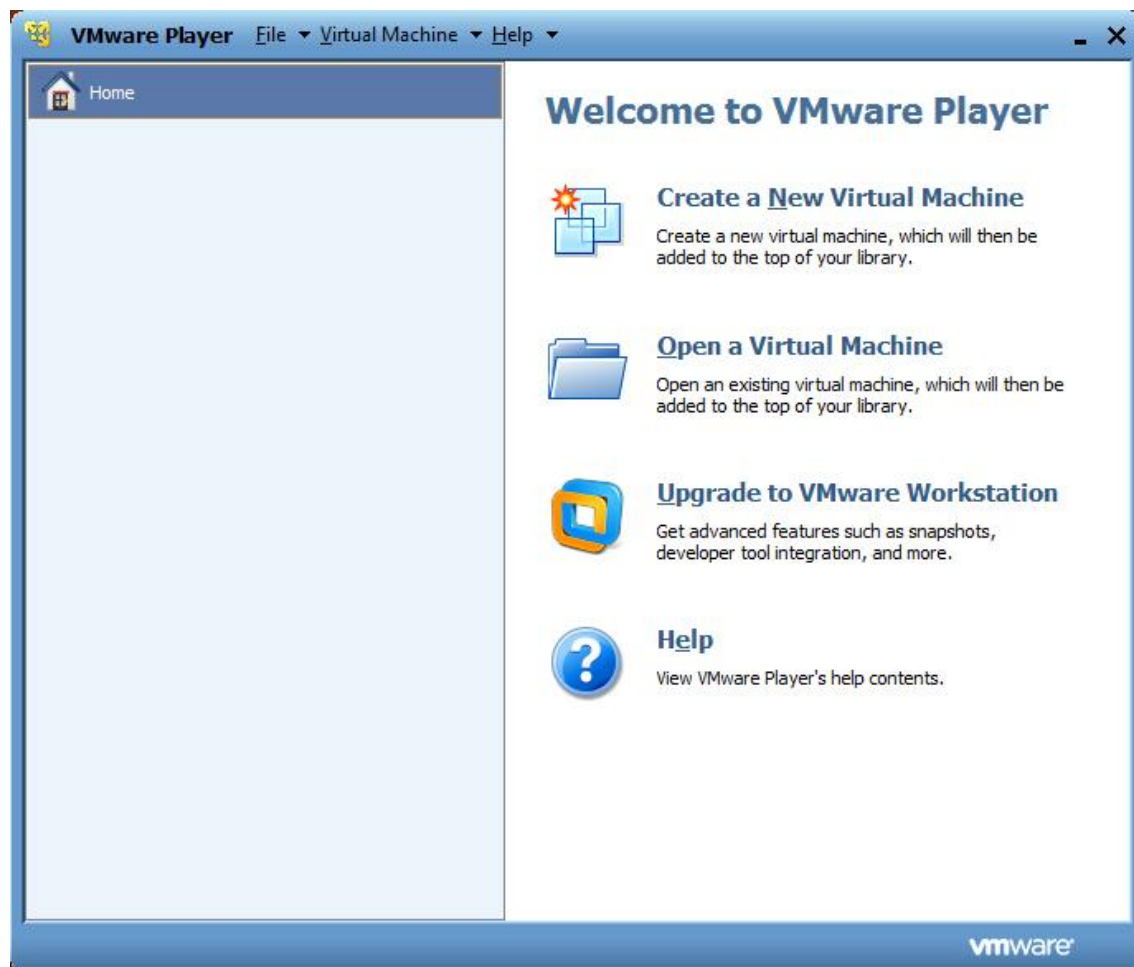 VMware Player File Virtual Machine Help
Home
Welcome to VMware Player
Create a New Virtual Machine
Create a new virtual machine, which will then be
added to the top of your library.
Open a Virtual Machine
Open an existing virtual machine, which will then be
added to the top of your library.
Upgrade to VMware Workstation
Get advanced features such as snapshots,
developer tool integration, and more.
Help
View VMware Player's help contents.
vmware